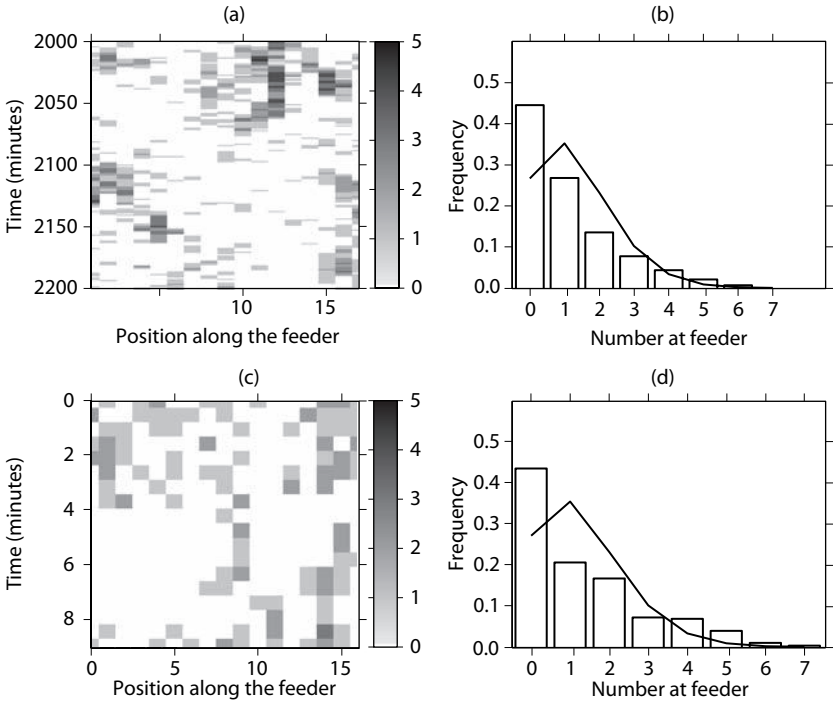 (a)
2000
2050
2100
2150
2200
Time (minutes)
10
15
Position along the feeder
5
4
3
2
1
0
(b)
0.5
0.4
0.3
0.2
0.1
0.0
Frequency
0 1 2 3 4 5 6 7
Number at feeder
(c)
0
2
4
6
8
Time (minutes)
0 5 10 15
Position along the feeder
5
4
3
2
1
0
(d)
0.5
0.4
0.3
0.2
0.1
0.0
Frequency
0 1 2 3 4 5 6 7
Number at feeder